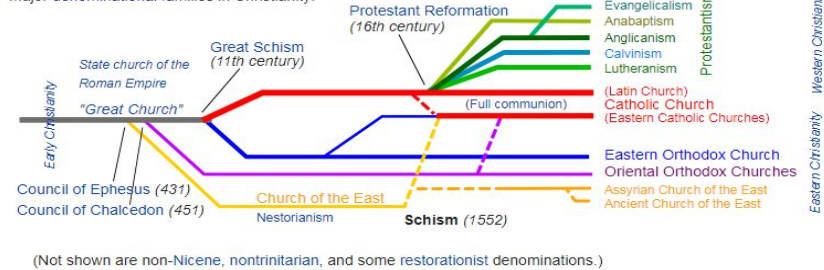 major denominational families in Christianity.
Protestant Reformation
(16th century)
Evangelicalism
Anabaptism
Anglicanism
Calvinism
Lutheranism
Protestantism
Western Christian
Great Schism
(11th century)
State church of the
Roman Empire
"Great Church"
Early Christianity
(Full communion)
(Latin Church)
Catholic Church
(Eastern Catholic Churches)
Eastern Orthodox Church
Oriental Orthodox Churches
Assyrian Church of the East
Ancient Church of the East
Eastern Christianity
Council of Ephesus (431)
Council of Chalcedon (451)
Church of the East
Nestorianism
Schism (1552)
(Not shown are non-Nicene, nontrinitarian, and some restorationist denominations.)